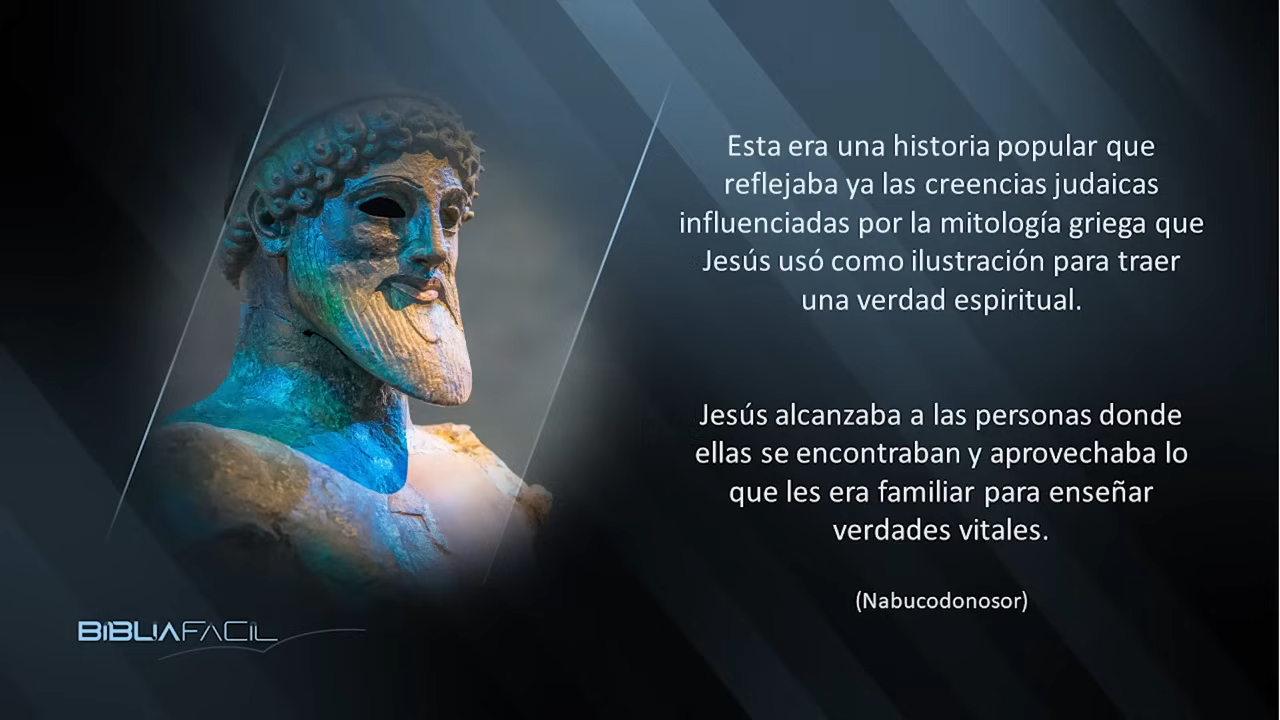 Esta era una historia popular que
reflejaba ya las creencias judaicas
influenciadas por la mitología griega que
Jesús usó como ilustración para traer
una verdad espiritual.
Jesús alcanzaba a las personas donde
ellas se encontraban y aprovechaba lo
que les era familiar para enseñar
verdades vitales.
(Nabucodonosor)
BIBLIAFACIL